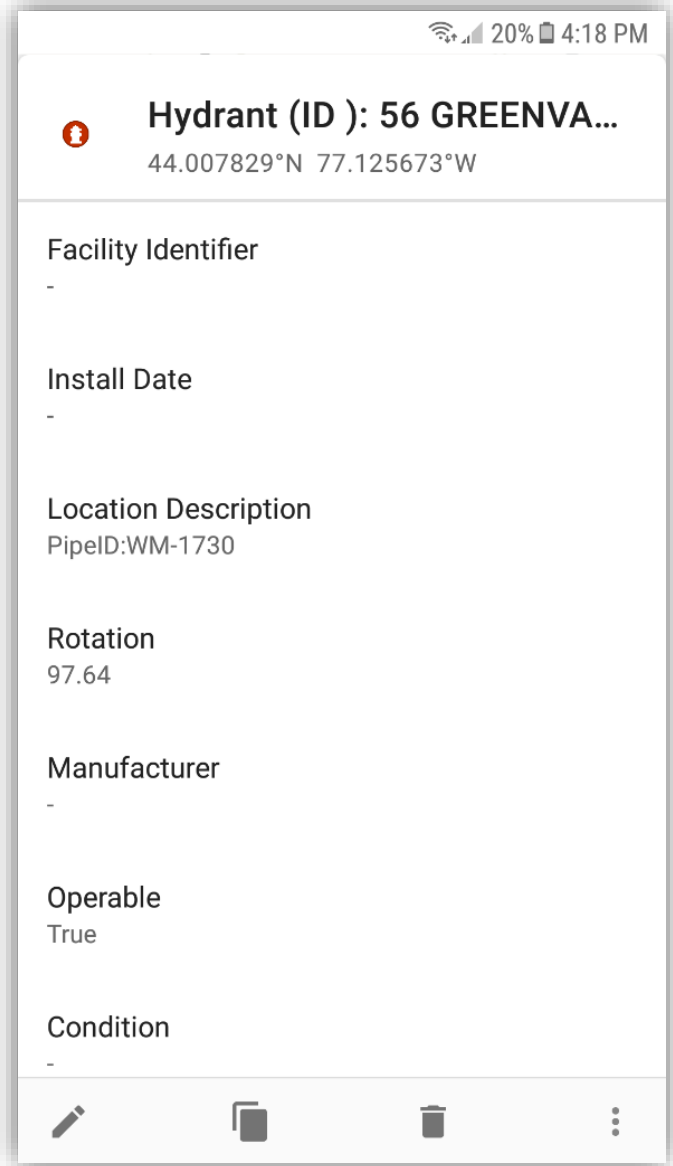 20% 4:18 PM
Hydrant (ID ): 56 GREENVA...
44.007829°N 77.125673°W
Facility Identifier
-
Install Date
-
Location Description
PipeID:WM-1730
Rotation
97.64
Manufacturer
-
Operable
True
Condition
-